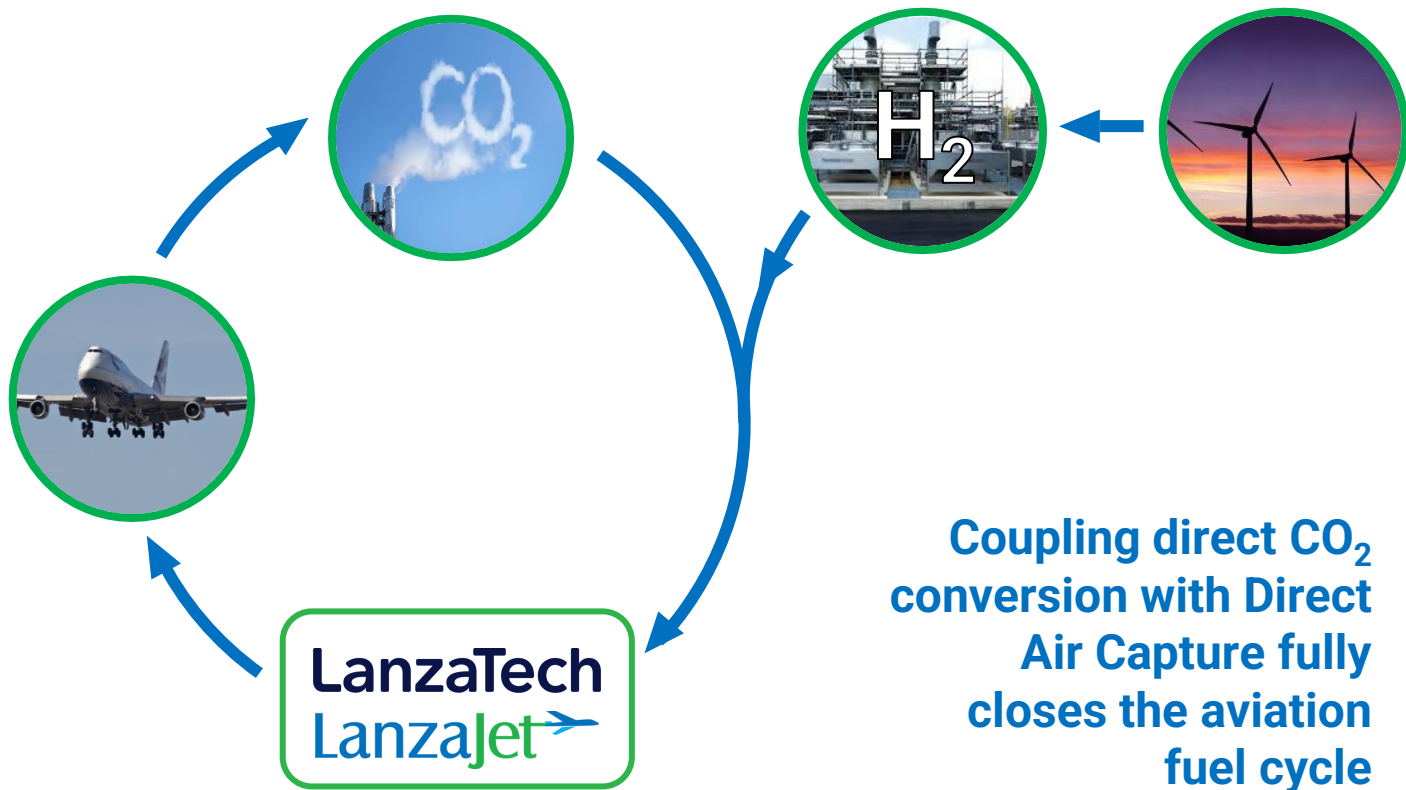 CO₂
H₂
LanzaTech
LanzaJet
Coupling direct CO₂
conversion with Direct
Air Capture fully
closes the aviation
fuel cycle